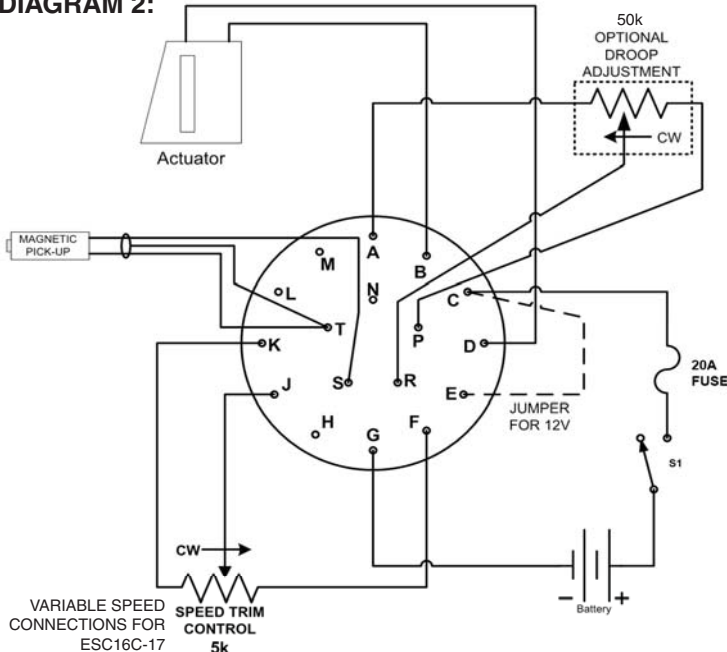 DIAGRAM 2:
50k
OPTIONAL
DROOP
ADJUSTMENT
CW
Actuator
MAGNETIC
PICK-UP
A
B
M
L
N
C
T
P
K
D
S
R
J
E
H
F
G
JUMPER
FOR 12V
20A
FUSE
S1
CW
VARIABLE SPEED
CONNECTIONS FOR
ESC16C-17
SPEED TRIM
CONTROL
5k
- +
Battery